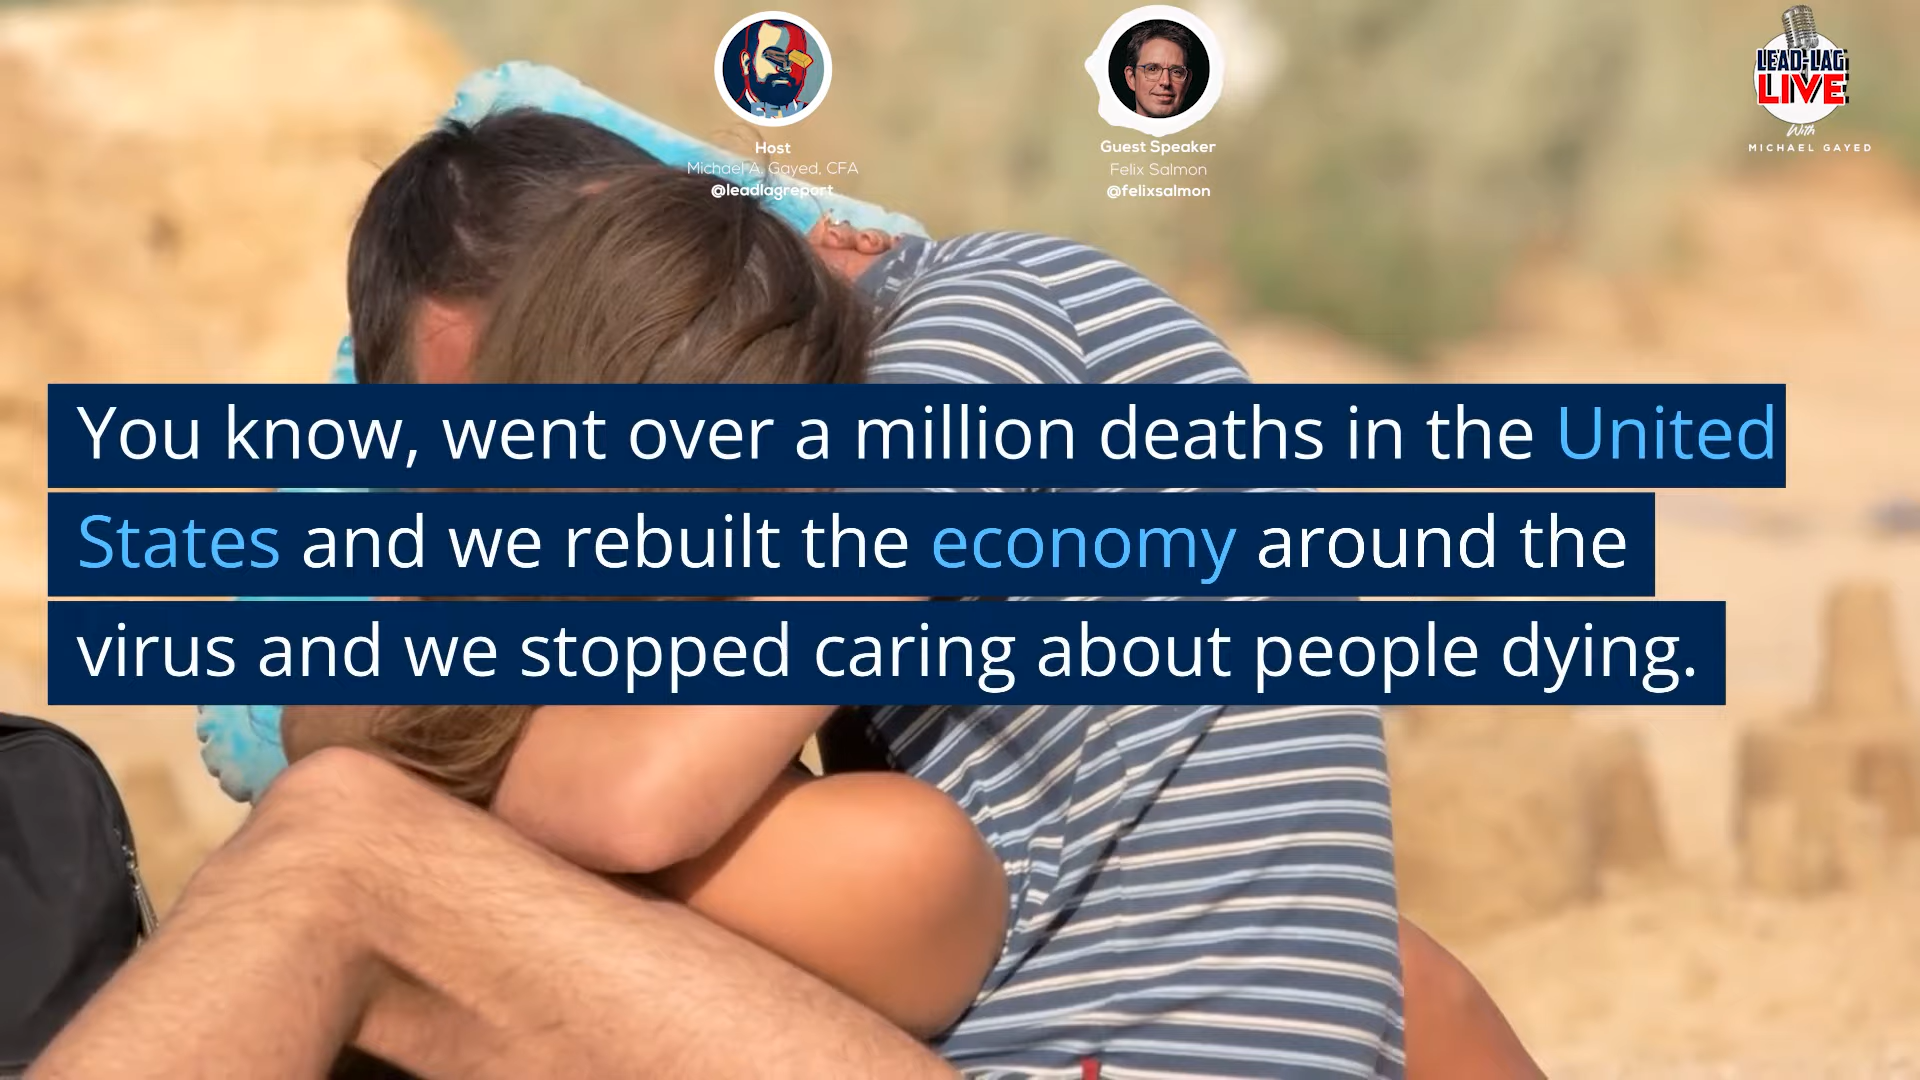 Host
Michael A. Gayed, CFA
@leadlagreport
Guest Speaker
Felix Salmon
@felixsalmon
LEAD-LAG
LIVE
With
MICHAEL GAYED
You know, went over a million deaths in the United
States and we rebuilt the economy around the
virus and we stopped caring about people dying.